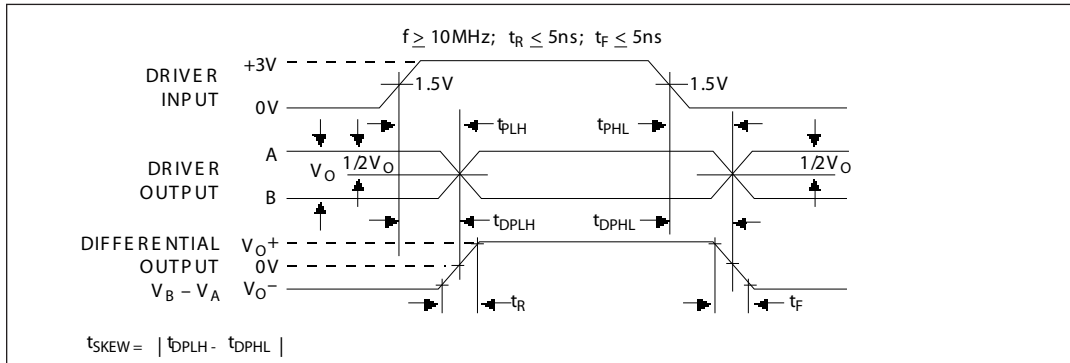 f ≥ 10MHz; tR ≤ 5ns; tF ≤ 5ns
DRIVER
INPUT
+3V
0V
1.5V
1.5V
tPLH
tPHL
DRIVER
OUTPUT
A
B
VO
1/2VO
1/2VO
tDPLH
tDPHL
DIFFERENTIAL
OUTPUT
VB – VA
VO+
0V
VO–
tR
tF
tSKEW = | tDPLH - tDPHL |